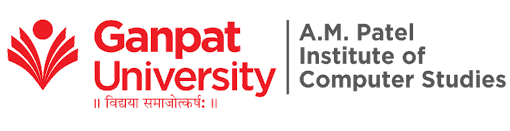 Ganpat
University
॥ विद्यया समाजोत्कर्ष: ॥
A.M. Patel
Institute of
Computer Studies